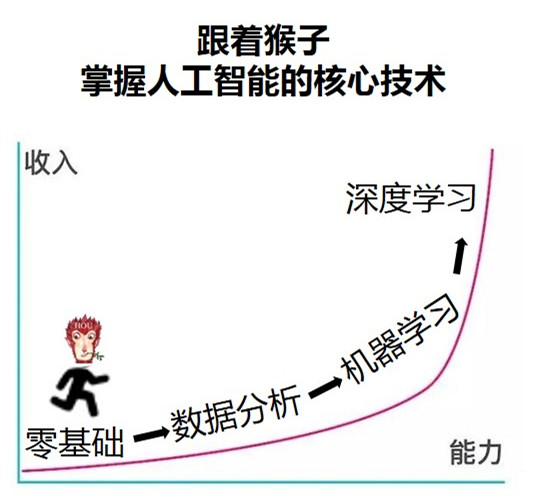 跟着猴子
掌握人工智能的核心技术
收入
深度学习
HOU
机器学习
数据分析
零基础
能力